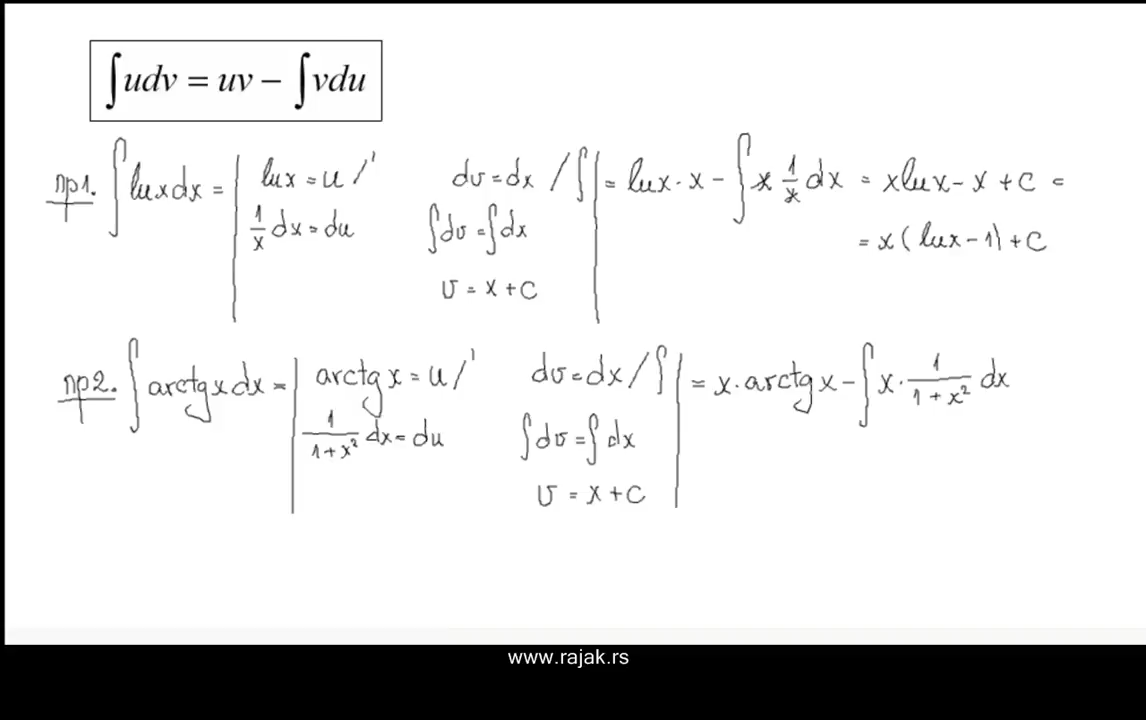 ∫udv = uv − ∫vdu
пр1. ∫ lnx dx = | lnx = u /' dv = dx / ∫ | = lnx · x − ∫ x 1/x dx = xlnx − x + C =
1/x dx = du ∫dv = ∫dx = x(lnx − 1) + C
v = x + C
пр2. ∫ arctgx dx = | arctgx = u /' dv = dx / ∫ | = x · arctgx − ∫ x · 1/(1+x²) dx
1/(1+x²) dx = du ∫dv = ∫dx
v = x + C
www.rajak.rs